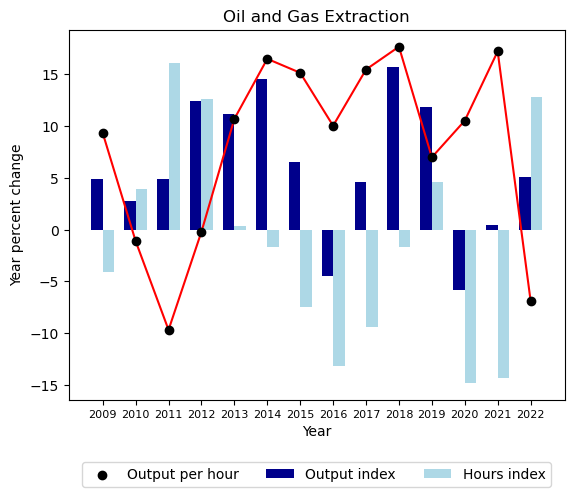 Oil and Gas Extraction
Year percent change
15
10
5
0
−5
−10
−15
2009 2010 2011 2012 2013 2014 2015 2016 2017 2018 2019 2020 2021 2022
Year
Output per hour Output index Hours index